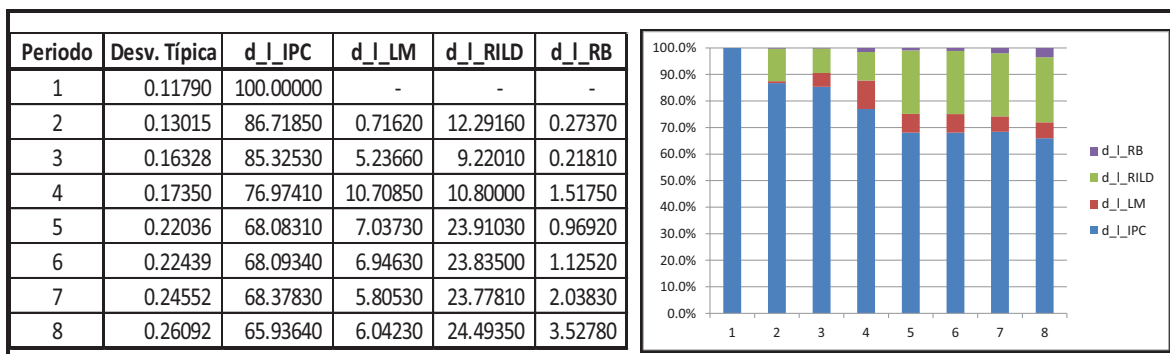 Periodo Desv. Típica d_l_IPC d_l_LM d_l_RILD d_l_RB
1 0.11790 100.00000 - - -
2 0.13015 86.71850 0.71620 12.29160 0.27370
3 0.16328 85.32530 5.23660 9.22010 0.21810
4 0.17350 76.97410 10.70850 10.80000 1.51750
5 0.22036 68.08310 7.03730 23.91030 0.96920
6 0.22439 68.09340 6.94630 23.83500 1.12520
7 0.24552 68.37830 5.80530 23.77810 2.03830
8 0.26092 65.93640 6.04230 24.49350 3.52780
100.0%
90.0%
80.0%
70.0%
60.0%
50.0%
40.0%
30.0%
20.0%
10.0%
0.0%
1 2 3 4 5 6 7 8
d_l_RB
d_l_RILD
d_l_LM
d_l_IPC